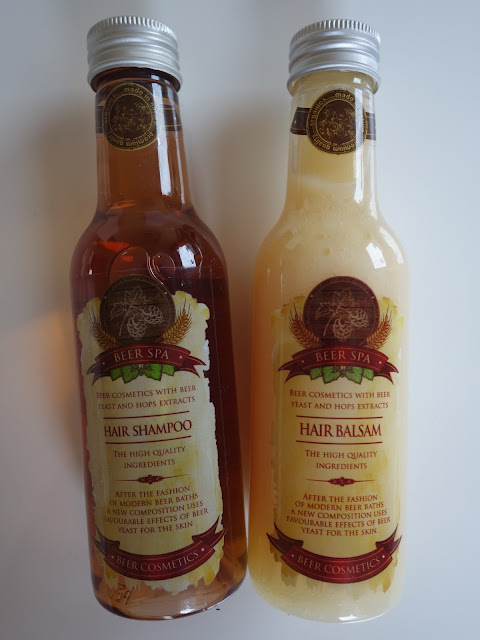 BEER SPA
BEER COSMETICS WITH BEER
YEAST AND HOPS EXTRACTS
HAIR SHAMPOO
THE HIGH QUALITY
INGREDIENTS
AFTER THE FASHION
OF MODERN BEER BATHS
A NEW COMPOSITION USES
FAVOURABLE EFFECTS OF BEER
YEAST FOR THE SKIN
BEER COSMETICS
made in
BEER SPA
BEER COSMETICS WITH BEER
YEAST AND HOPS EXTRACTS
HAIR BALSAM
THE HIGH QUALITY
INGREDIENTS
AFTER THE FASHION
OF MODERN BEER BATHS
A NEW COMPOSITION USES
FAVOURABLE EFFECTS OF BEER
YEAST FOR THE SKIN
BEER COSMETICS